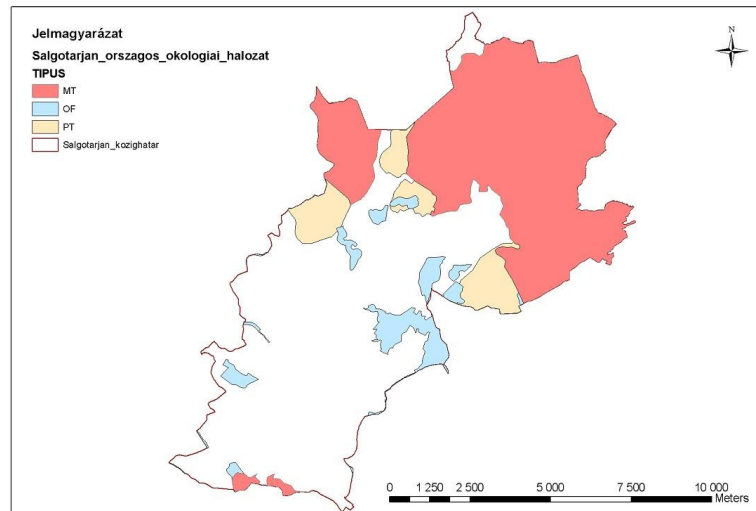 Jelmagyarázat
Salgotarjan_orszagos_okologiai_halozat
TIPUS
MT
OF
PT
Salgotarjan_kozighatar
N
0 1 250 2 500 5 000 7 500 10 000
Meters